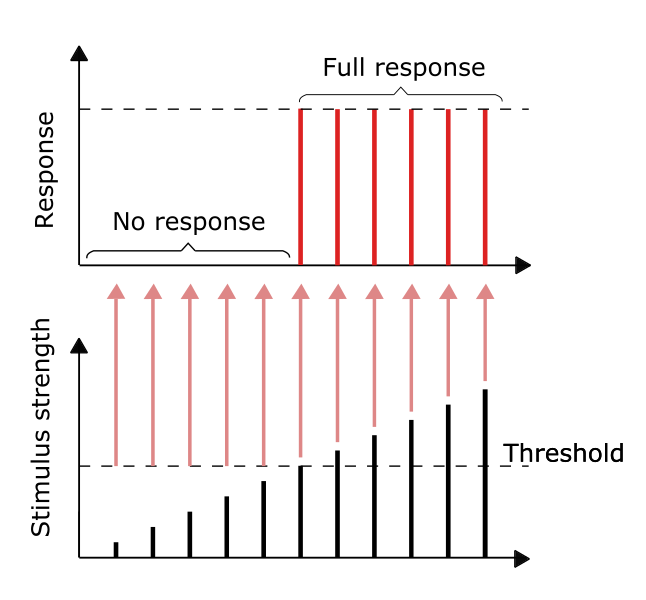 Full response
Response
No response
Stimulus strength
Threshold